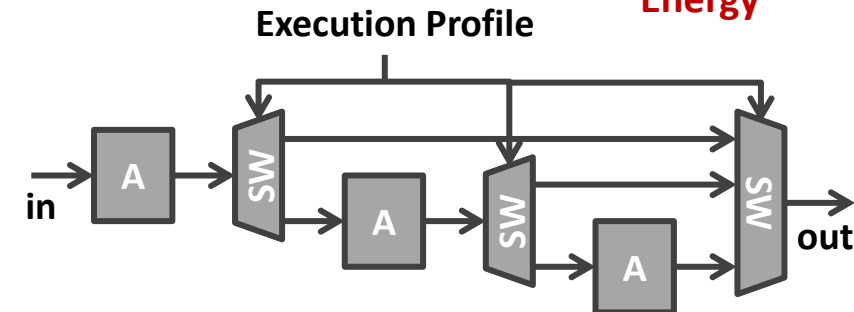 Energy
Execution Profile
A
SW
in
A
SW
SW
out
A